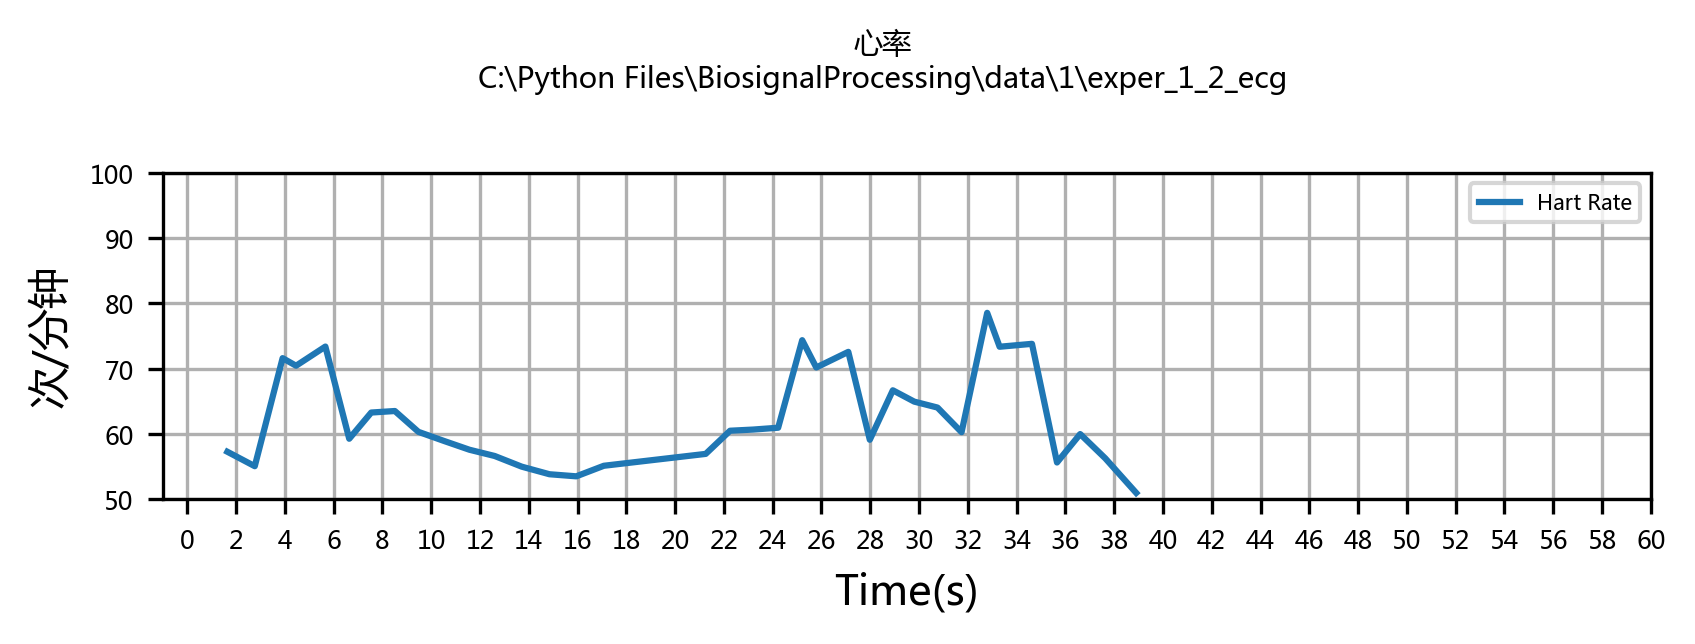 心率
C:\Python Files\BiosignalProcessing\data\1\exper_1_2_ecg
100
90
80
70
60
50
次/分钟
Hart Rate
0 2 4 6 8 10 12 14 16 18 20 22 24 26 28 30 32 34 36 38 40 42 44 46 48 50 52 54 56 58 60
Time(s)